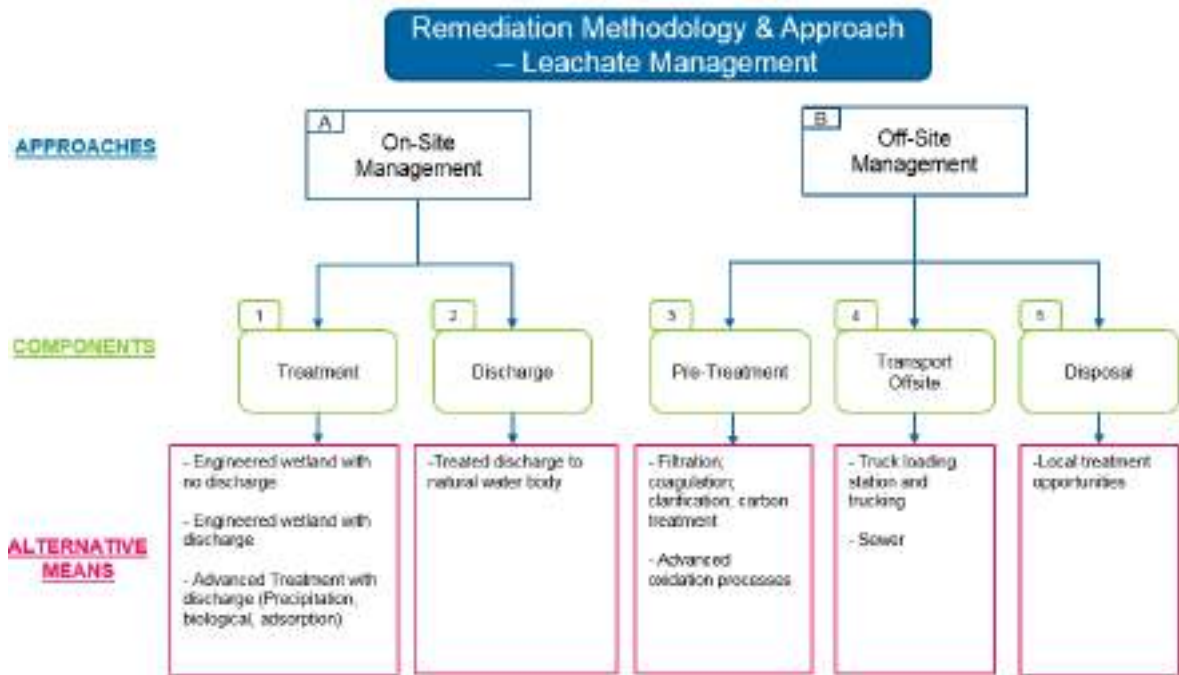 Remediation Methodology & Approach
– Leachate Management
APPROACHES
A
On-Site
Management
B
Off-Site
Management
COMPONENTS
1
Treatment
2
Discharge
3
Pre-Treatment
4
Transport
Offsite
5
Disposal
ALTERNATIVE
MEANS
- Engineered wetland with
no discharge
- Engineered wetland with
discharge
- Advanced Treatment with
discharge (Precipitation,
biological, adsorption)
-Treated discharge to
natural water body
- Filtration;
coagulation;
clarification; carbon
treatment
- Advanced
oxidation processes
- Truck loading
station and
trucking
- Sewer
-Local treatment
opportunities